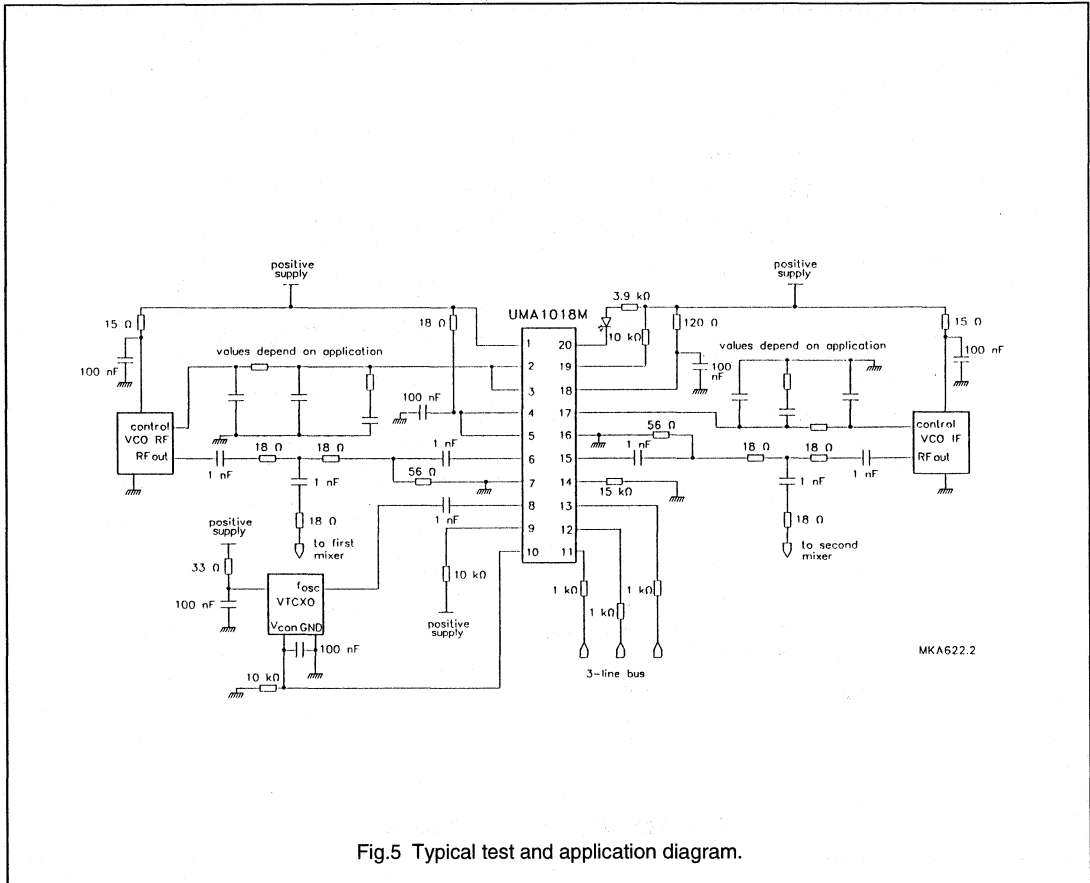 positive
supply
positive
supply
3.9 kΩ
UMA1018M
15 Ω
18 Ω
120 Ω
15 Ω
10 kΩ
1
20
values depend on application
values depend on application
100 nF
100 nF
2
19
100
nF
3
18
100 nF
4
17
control
VCO RF
RFout
control
VCO IF
RFout
5
16
56 Ω
18 Ω
18 Ω
1 nF
1 nF
18 Ω
18 Ω
6
15
1 nF
1 nF
56 Ω
7
14
1 nF
1 nF
15 kΩ
8
13
1 nF
18 Ω
18 Ω
positive
supply
9
12
to first
mixer
to second
mixer
10
11
33 Ω
fosc
VTCXO
Vcon GND
10 kΩ
1 kΩ
1 kΩ
1 kΩ
100 nF
positive
supply
100 nF
3-line bus
MKA622.2
10 kΩ
Fig.5 Typical test and application diagram.